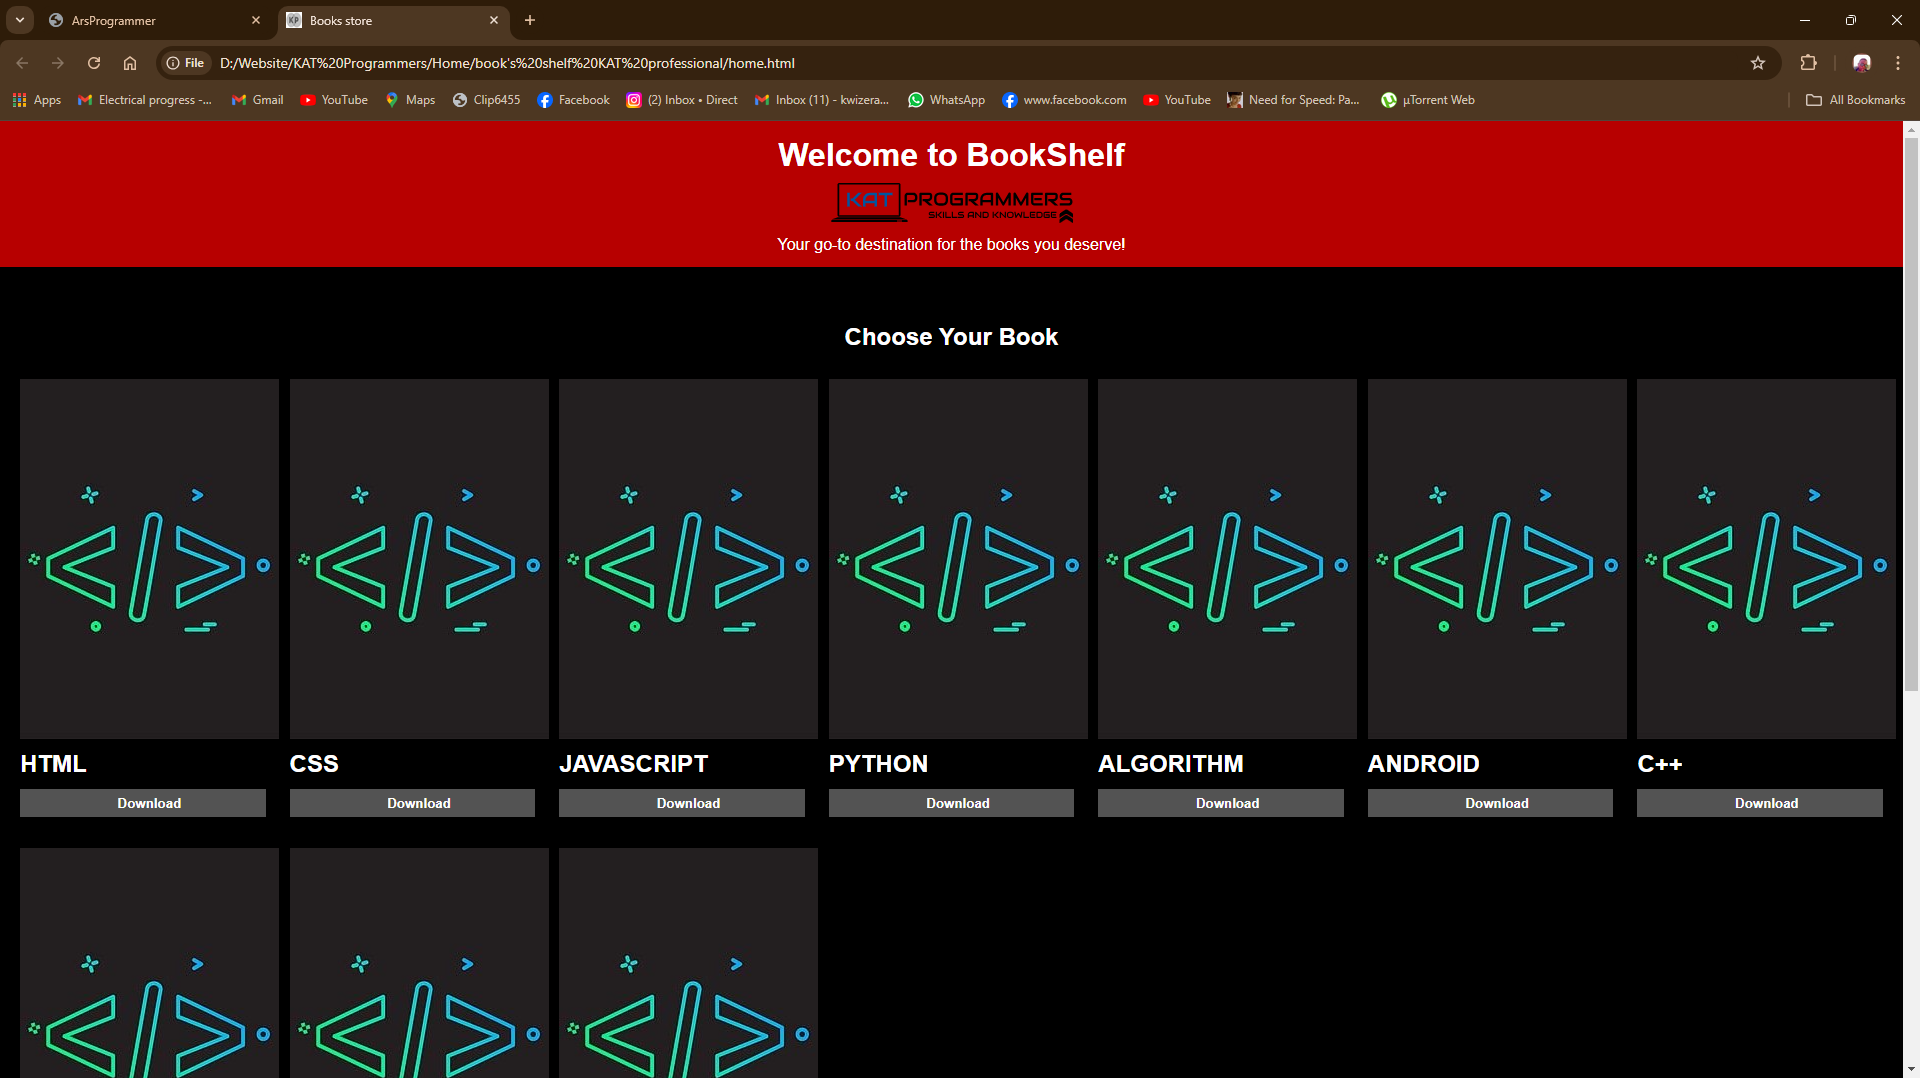 ArsProgrammer
Books store
File
D:/Website/KAT%20Programmers/Home/book's%20shelf%20KAT%20professional/home.html
Apps
Electrical progress -...
Gmail
YouTube
Maps
Clip6455
Facebook
(2) Inbox • Direct
Inbox (11) - kwizera...
WhatsApp
www.facebook.com
YouTube
Need for Speed: Pa...
µTorrent Web
All Bookmarks
Welcome to BookShelf
KAT PROGRAMMERS
SKILLS AND KNOWLEDGE
Your go-to destination for the books you deserve!
Choose Your Book
HTML
CSS
JAVASCRIPT
PYTHON
ALGORITHM
ANDROID
C++
Download
Download
Download
Download
Download
Download
Download